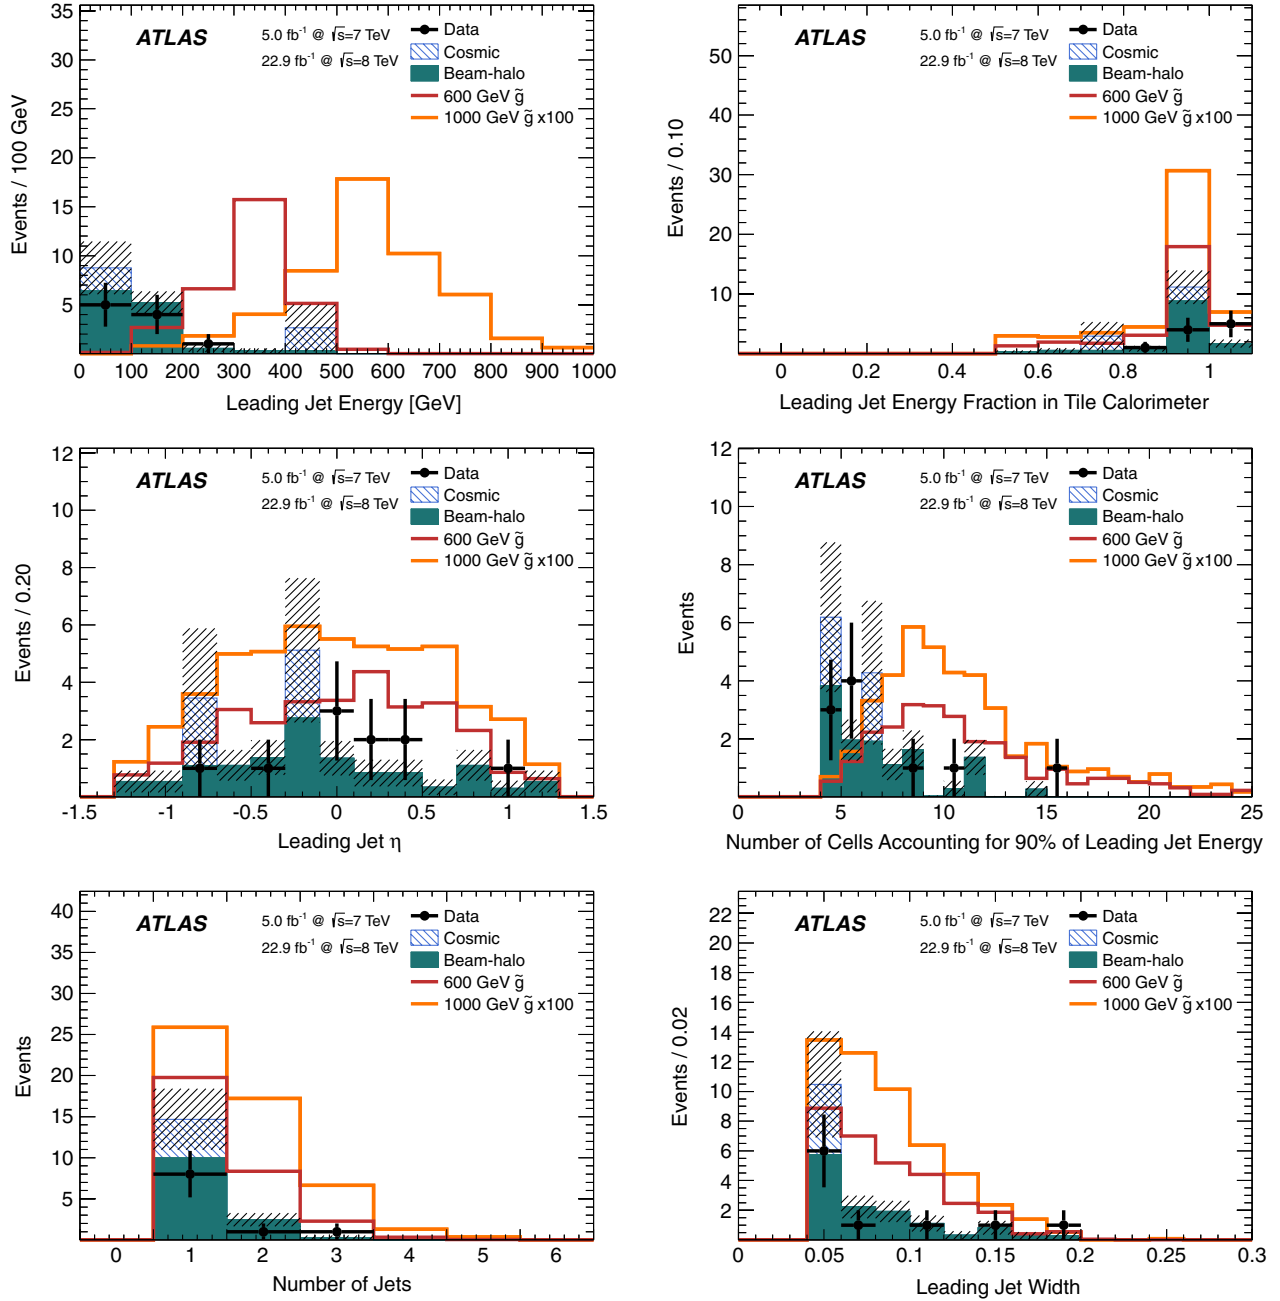 ATLAS
5.0 fb⁻¹ @ √s=7 TeV
22.9 fb⁻¹ @ √s=8 TeV
Data
Cosmic
Beam-halo
600 GeV g̃
1000 GeV g̃ x100
Events / 100 GeV
35
30
25
20
15
10
5
0 100 200 300 400 500 600 700 800 900 1000
Leading Jet Energy [GeV]
ATLAS
5.0 fb⁻¹ @ √s=7 TeV
22.9 fb⁻¹ @ √s=8 TeV
Data
Cosmic
Beam-halo
600 GeV g̃
1000 GeV g̃ x100
Events / 0.10
50
40
30
20
10
0 0.2 0.4 0.6 0.8 1
Leading Jet Energy Fraction in Tile Calorimeter
ATLAS
5.0 fb⁻¹ @ √s=7 TeV
22.9 fb⁻¹ @ √s=8 TeV
Data
Cosmic
Beam-halo
600 GeV g̃
1000 GeV g̃ x100
Events / 0.20
12
10
8
6
4
2
-1.5 -1 -0.5 0 0.5 1 1.5
Leading Jet η
ATLAS
5.0 fb⁻¹ @ √s=7 TeV
22.9 fb⁻¹ @ √s=8 TeV
Data
Cosmic
Beam-halo
600 GeV g̃
1000 GeV g̃ x100
Events
12
10
8
6
4
2
0 5 10 15 20 25
Number of Cells Accounting for 90% of Leading Jet Energy
ATLAS
5.0 fb⁻¹ @ √s=7 TeV
22.9 fb⁻¹ @ √s=8 TeV
Data
Cosmic
Beam-halo
600 GeV g̃
1000 GeV g̃ x100
Events
40
35
30
25
20
15
10
5
0 1 2 3 4 5 6
Number of Jets
ATLAS
5.0 fb⁻¹ @ √s=7 TeV
22.9 fb⁻¹ @ √s=8 TeV
Data
Cosmic
Beam-halo
600 GeV g̃
1000 GeV g̃ x100
Events / 0.02
22
20
18
16
14
12
10
8
6
4
2
0 0.05 0.1 0.15 0.2 0.25 0.3
Leading Jet Width